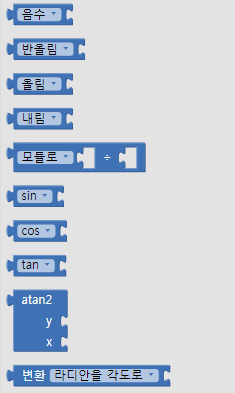 음수
반올림
올림
내림
모듈로 ÷
sin
cos
tan
atan2
y
x
변환 라디안을 각도로